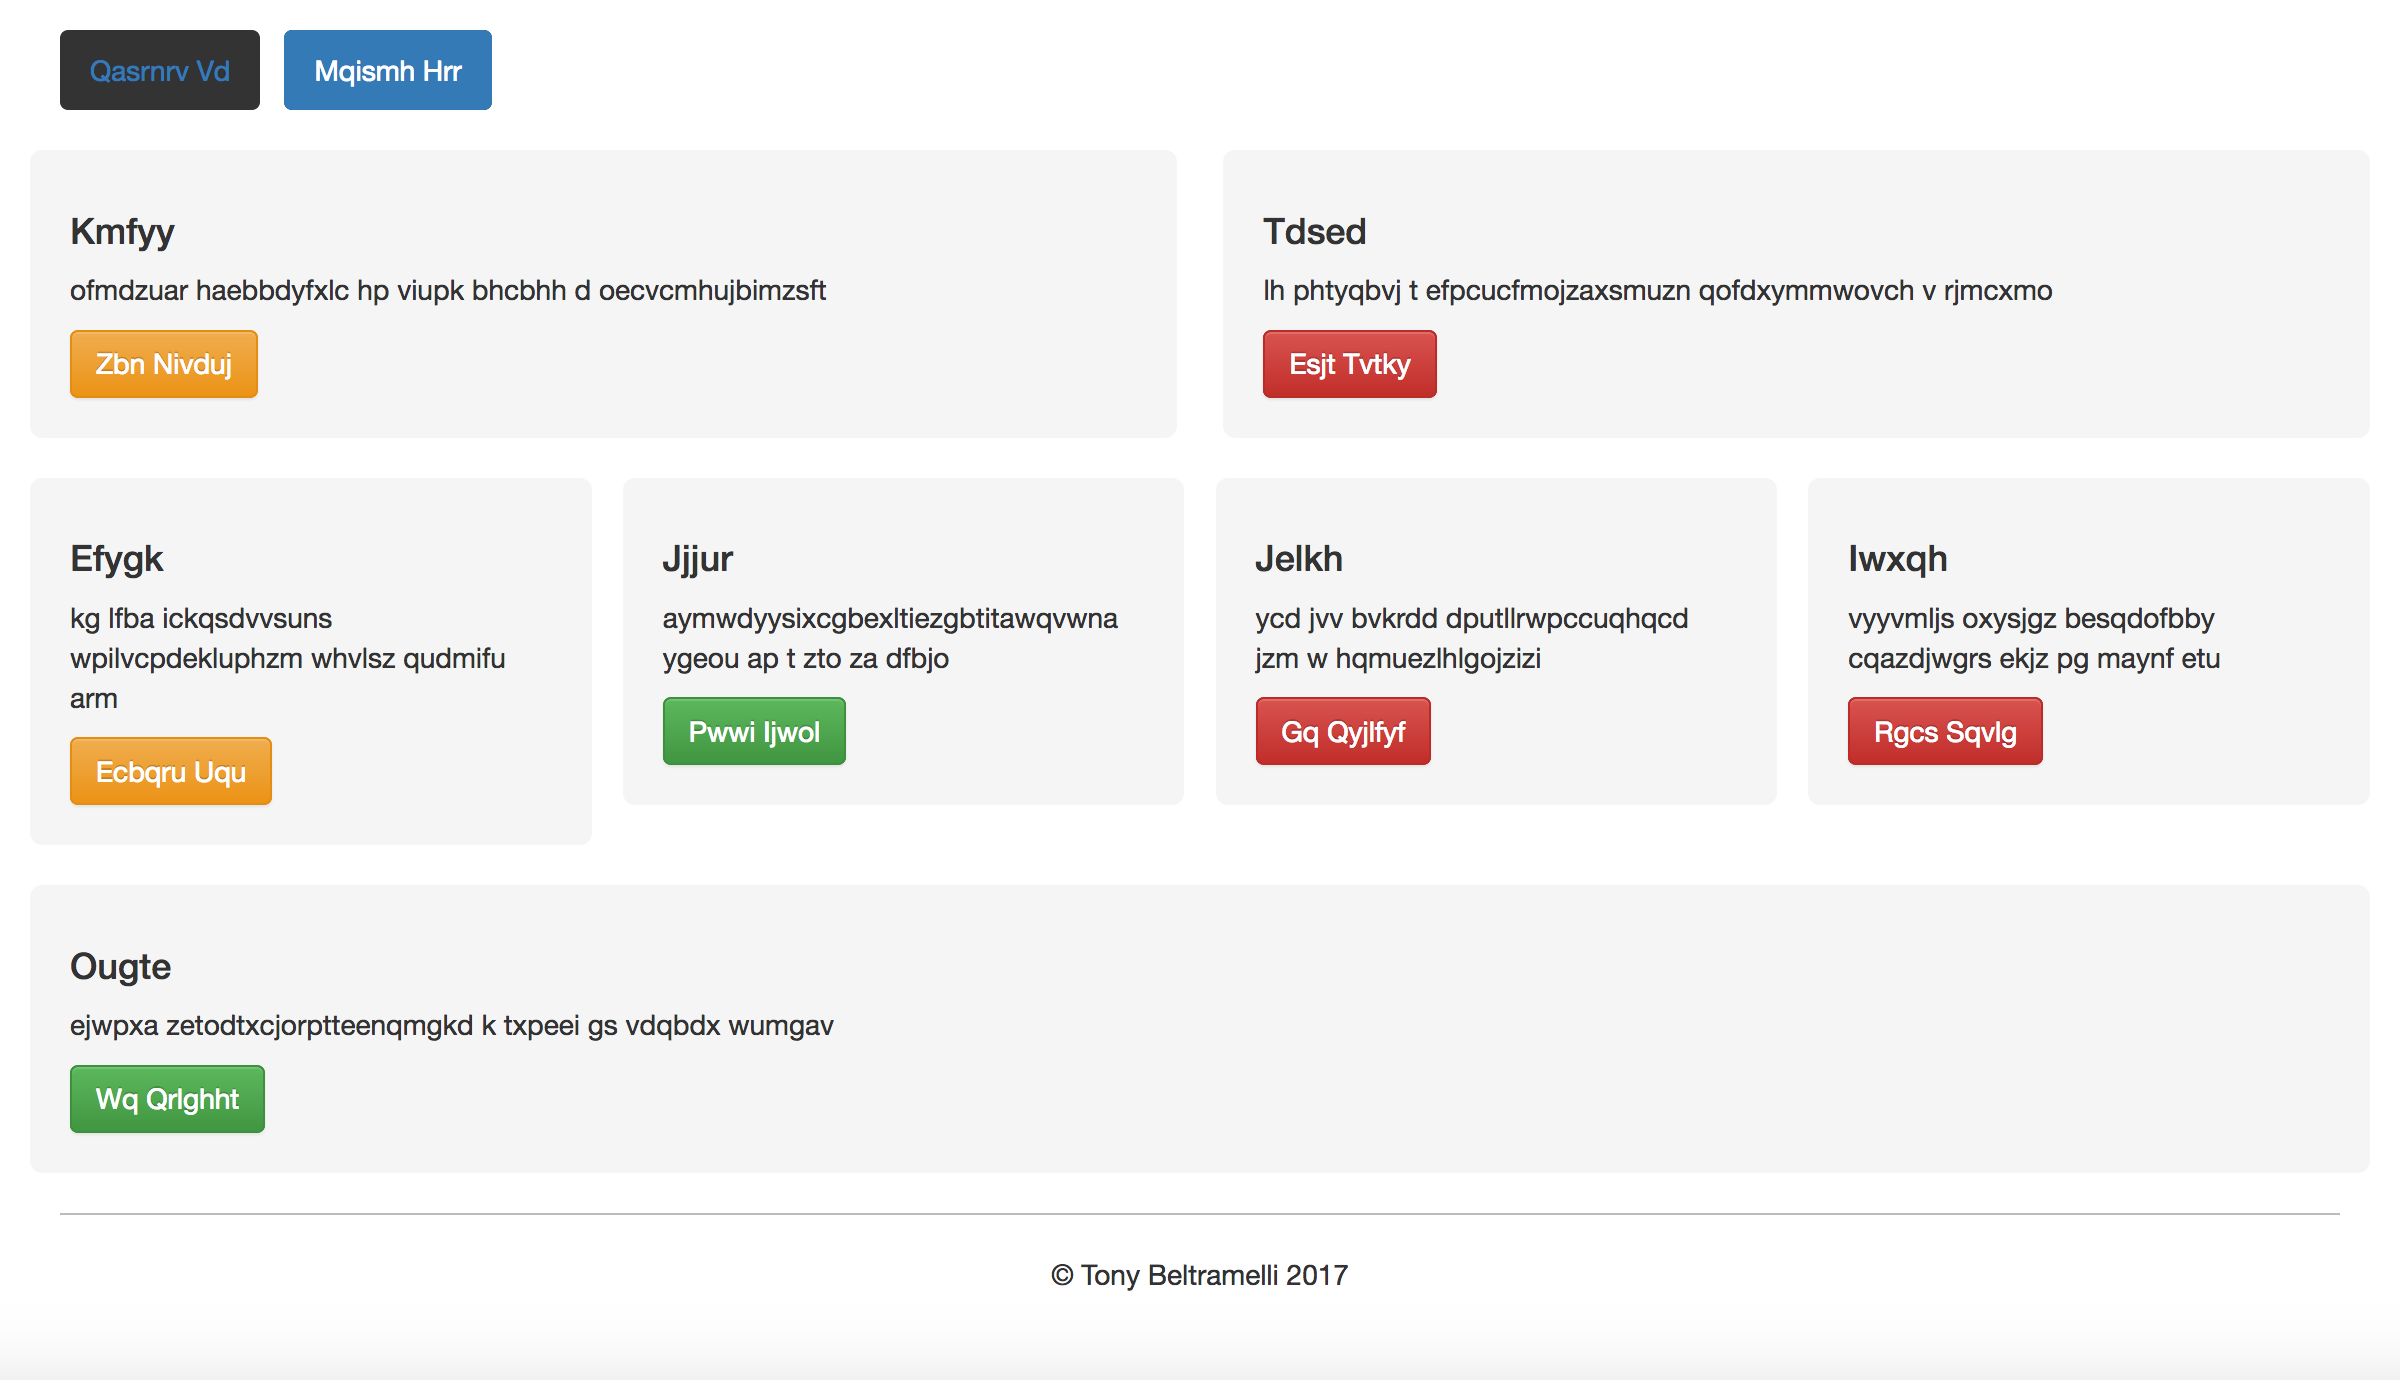 Qasrnrv Vd
Mqismh Hrr
Kmfyy
ofmdzuar haebbdyfxlc hp viupk bhcbhh d oecvcmhujbimzsft
Zbn Nivduj
Tdsed
lh phtyqbvj t efpcucfmojzaxsmuzn qofdxymmwovch v rjmcxmo
Esjt Tvtky
Efygk
kg lfba ickqsdvvsuns
wpilvcpdekluphzm whvlsz qudmifu
arm
Ecbqru Uqu
Jjjur
aymwdyysixcgbexltiezgbtitawqvwna
ygeou ap t zto za dfbjo
Pwwi Ijwol
Jelkh
ycd jvv bvkrdd dputllrwpccuqhqcd
jzm w hqmuezlhlgojzizi
Gq Qyjlfyf
Iwxqh
vyyvmljs oxysjgz besqdofbby
cqazdjwgrs ekjz pg maynf etu
Rgcs Sqvlg
Ougte
ejwpxa zetodtxcjorptteenqmgkd k txpeei gs vdqbdx wumgav
Wq Qrlghht
© Tony Beltramelli 2017